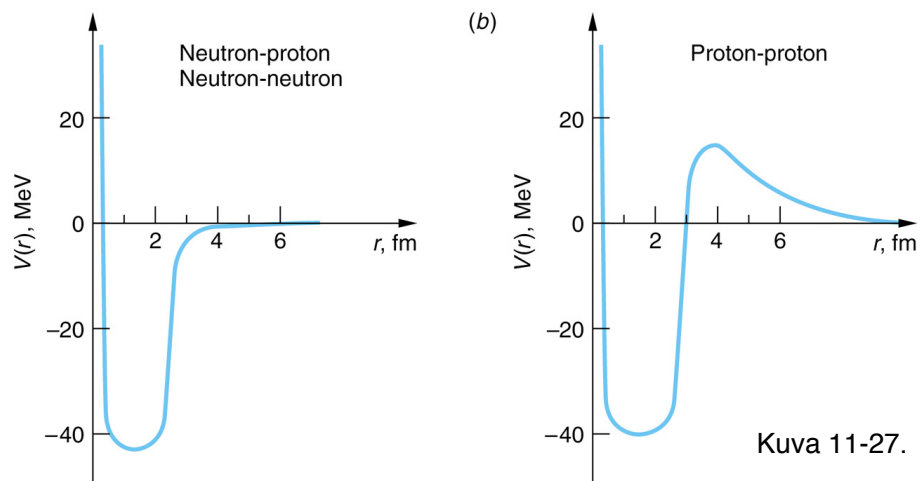 Neutron-proton
Neutron-neutron
20
0
−20
−40
V(r), MeV
2
4
6
r, fm
(b)
Proton-proton
20
0
−20
−40
V(r), MeV
2
4
6
r, fm
Kuva 11-27.